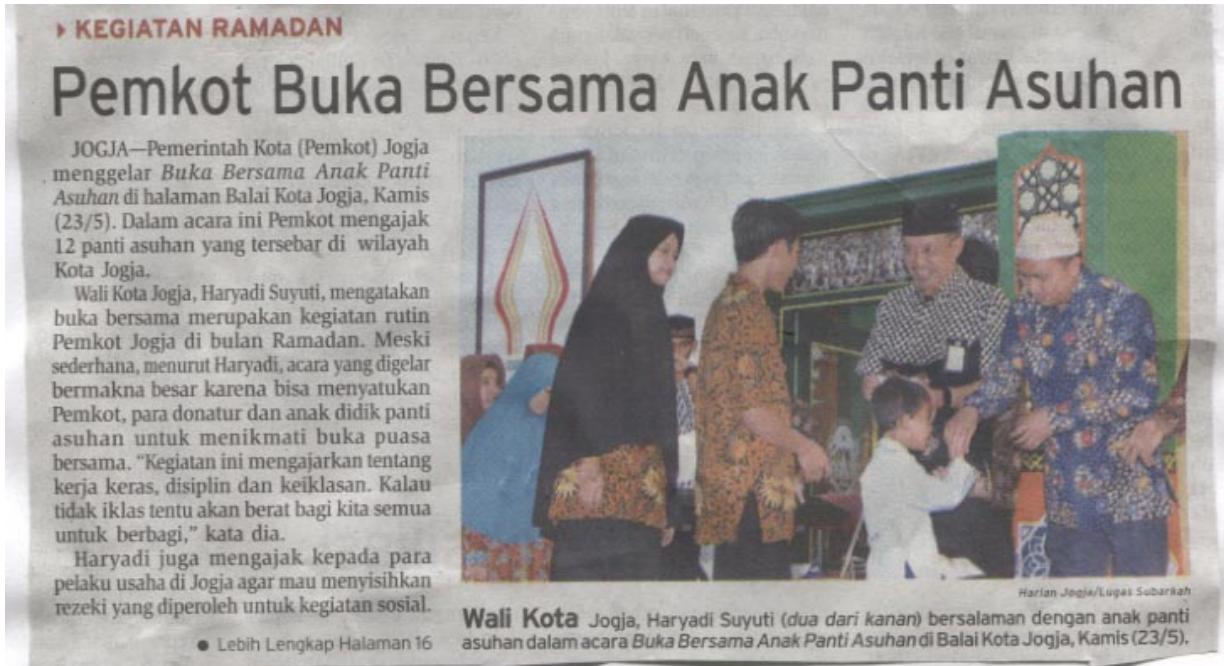 KEGIATAN RAMADAN
Pemkot Buka Bersama Anak Panti Asuhan
JOGJA—Pemerintah Kota (Pemkot) Jogja
menggelar Buka Bersama Anak Panti
Asuhan di halaman Balai Kota Jogja, Kamis
(23/5). Dalam acara ini Pemkot mengajak
12 panti asuhan yang tersebar di wilayah
Kota Jogja.
Wali Kota Jogja, Haryadi Suyuti, mengatakan
buka bersama merupakan kegiatan rutin
Pemkot Jogja di bulan Ramadan. Meski
sederhana, menurut Haryadi, acara yang digelar
bermakna besar karena bisa menyatukan
Pemkot, para donatur dan anak didik panti
asuhan untuk menikmati buka puasa
bersama. “Kegiatan ini mengajarkan tentang
kerja keras, disiplin dan keiklasan. Kalau
tidak iklas tentu akan berat bagi kita semua
untuk berbagi,” kata dia.
Haryadi juga mengajak kepada para
pelaku usaha di Jogja agar mau menyisihkan
rezeki yang diperoleh untuk kegiatan sosial.
● Lebih Lengkap Halaman 16
Harian Jogja/Lugas Subarkah
Wali Kota Jogja, Haryadi Suyuti (dua dari kanan) bersalaman dengan anak panti
asuhan dalam acara Buka Bersama Anak Panti Asuhan di Balai Kota Jogja, Kamis (23/5).